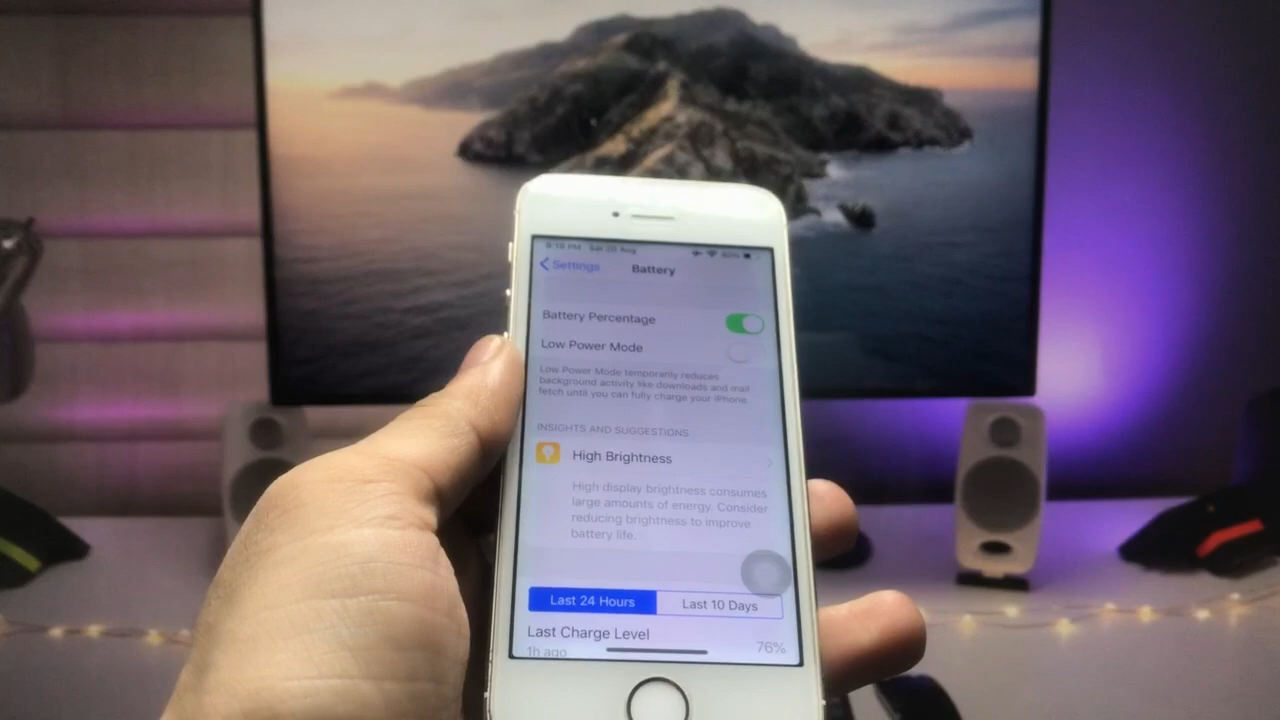 Sat 20 Aug
Settings
Battery
Battery Percentage
Low Power Mode
Low Power Mode temporarily reduces
background activity like downloads and mail
fetch until you can fully charge your iPhone.
INSIGHTS AND SUGGESTIONS
High Brightness
High display brightness consumes
large amounts of energy. Consider
reducing brightness to improve
battery life.
Last 24 Hours
Last 10 Days
Last Charge Level
76%
1h ago